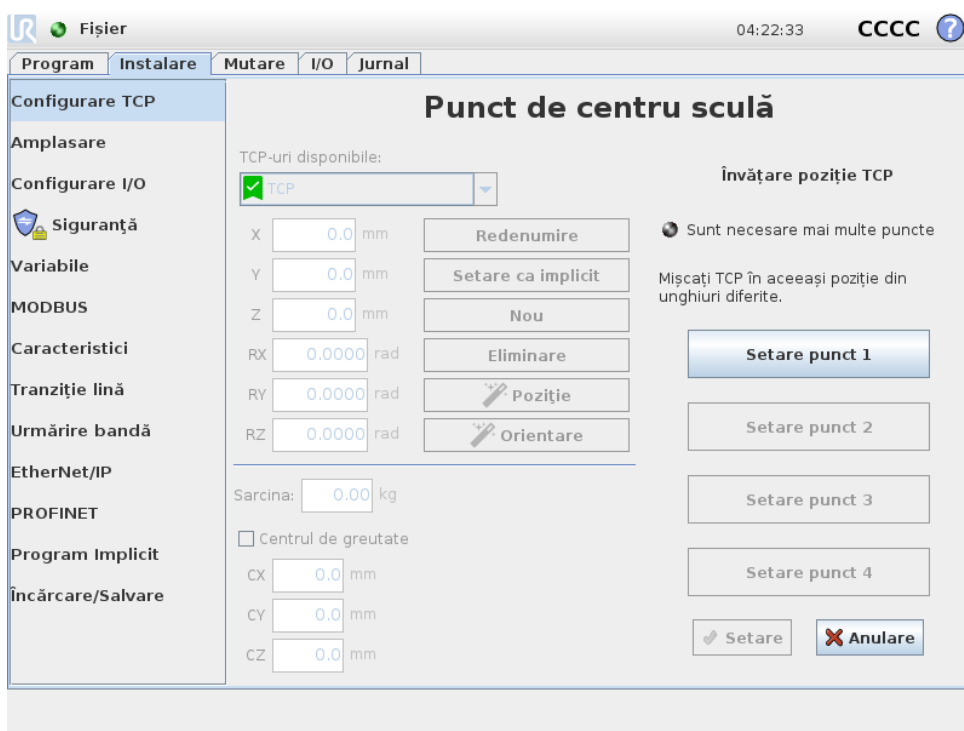 UR Fișier 04:22:33 CCCC ?
Program Instalare Mutare I/O Jurnal
Configurare TCP
Amplasare
Configurare I/O
Siguranță
Variabile
MODBUS
Caracteristici
Tranziție lină
Urmărire bandă
EtherNet/IP
PROFINET
Program Implicit
Încărcare/Salvare
Punct de centru sculă
TCP-uri disponibile:
TCP
X 0.0 mm Redenumire
Y 0.0 mm Setare ca implicit
Z 0.0 mm Nou
RX 0.0000 rad Eliminare
RY 0.0000 rad Poziție
RZ 0.0000 rad Orientare
Sarcina: 0.00 kg
Centrul de greutate
CX 0.0 mm
CY 0.0 mm
CZ 0.0 mm
Învățare poziție TCP
Sunt necesare mai multe puncte
Mișcați TCP în aceeași poziție din
unghiuri diferite.
Setare punct 1
Setare punct 2
Setare punct 3
Setare punct 4
Setare Anulare